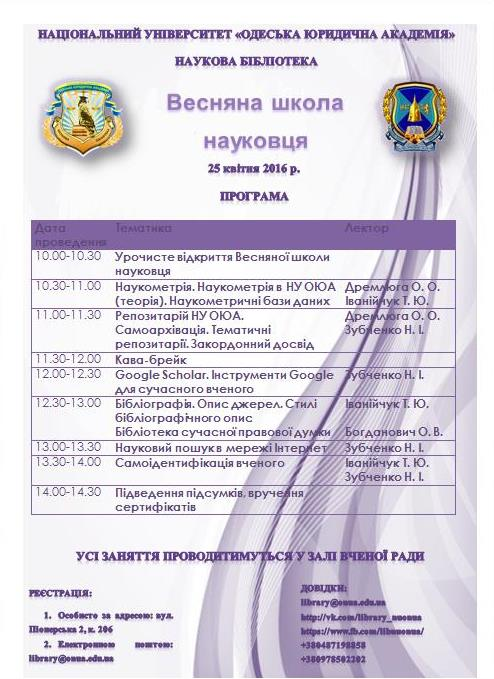 НАЦІОНАЛЬНИЙ УНІВЕРСИТЕТ «ОДЕСЬКА ЮРИДИЧНА АКАДЕМІЯ»
НАУКОВА БІБЛІОТЕКА
Весняна школа
науковця
25 квітня 2016 р.
ПРОГРАМА
Дата Тематика Лектор
проведення
10.00-10.30 Урочисте відкриття Весняної школи
науковця
10.30-11.00 Наукометрія. Наукометрія в НУ ОЮА Дремлюга О. О.
(теорія). Наукометричні бази даних Іванійчук Т. Ю.
11.00-11.30 Репозитарій НУ ОЮА. Дремлюга О. О.
Самоархівація. Тематичні Зубченко Н. І.
репозитарії. Закордонний досвід
11.30-12.00 Кава-брейк
12.00-12.30 Google Scholar. Інструменти Google Зубченко Н. І.
для сучасного вченого
12.30-13.00 Бібліографія. Опис джерел. Стилі Іванійчук Т. Ю.
бібліографічного опис
Бібліотека сучасної правової думки Богданович О. В.
13.00-13.30 Науковий пошук в мережі Інтернет Зубченко Н. І.
13.30-14.00 Самоідентифікація вченого Іванійчук Т. Ю.
Зубченко Н. І.
14.00-14.30 Підведення підсумків, вручення
сертифікатів
УСІ ЗАНЯТТЯ ПРОВОДИТИМУТЬСЯ У ЗАЛІ ВЧЕНОЇ РАДИ
РЕЄСТРАЦІЯ:
1. Особисто за адресою: вул.
Піонерська 2, к. 206
2. Електронною поштою:
library@onua.edu.ua
ДОВІДКИ:
library@onua.edu.ua
http://vk.com/library_nuonua
https://www.fb.com/libnuonua/
+380487198858
+380978502202